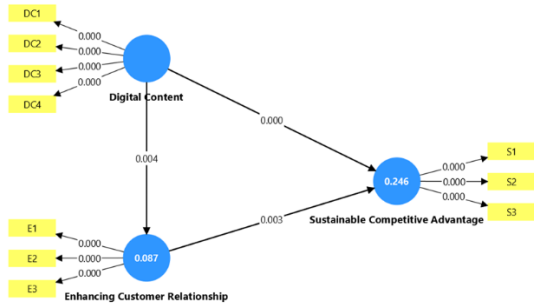 DC1
0.000
DC2
0.000
0.000
DC3
0.000
DC4
Digital Content
0.000
0.004
0.000
S1
0.246
0.000
S2
0.000
S3
0.003
Sustainable Competitive Advantage
E1
0.000
E2
0.000
0.087
0.000
E3
Enhancing Customer Relationship